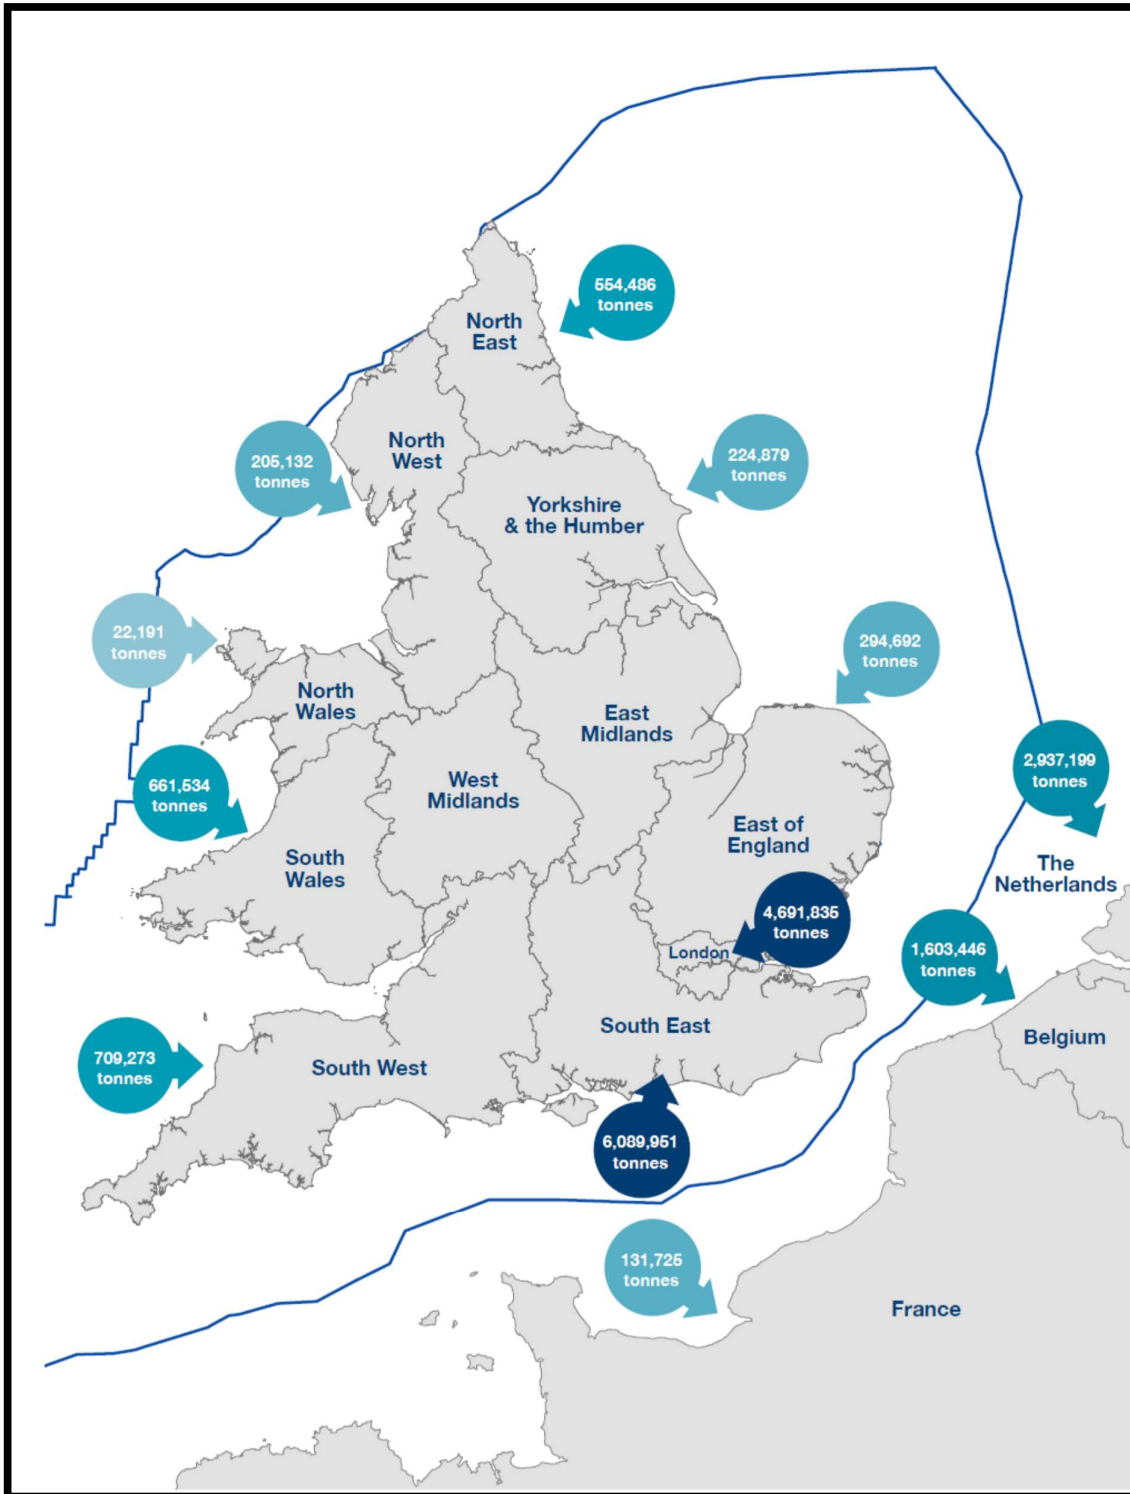 554,486
tonnes
North
East
205,132
tonnes
North
West
224,879
tonnes
Yorkshire
& the Humber
22,191
tonnes
294,692
tonnes
North
Wales
East
Midlands
661,534
tonnes
West
Midlands
2,937,199
tonnes
East of
England
South
Wales
The
Netherlands
4,691,835
tonnes
London
1,603,446
tonnes
South East
Belgium
709,273
tonnes
South West
6,089,951
tonnes
131,725
tonnes
France